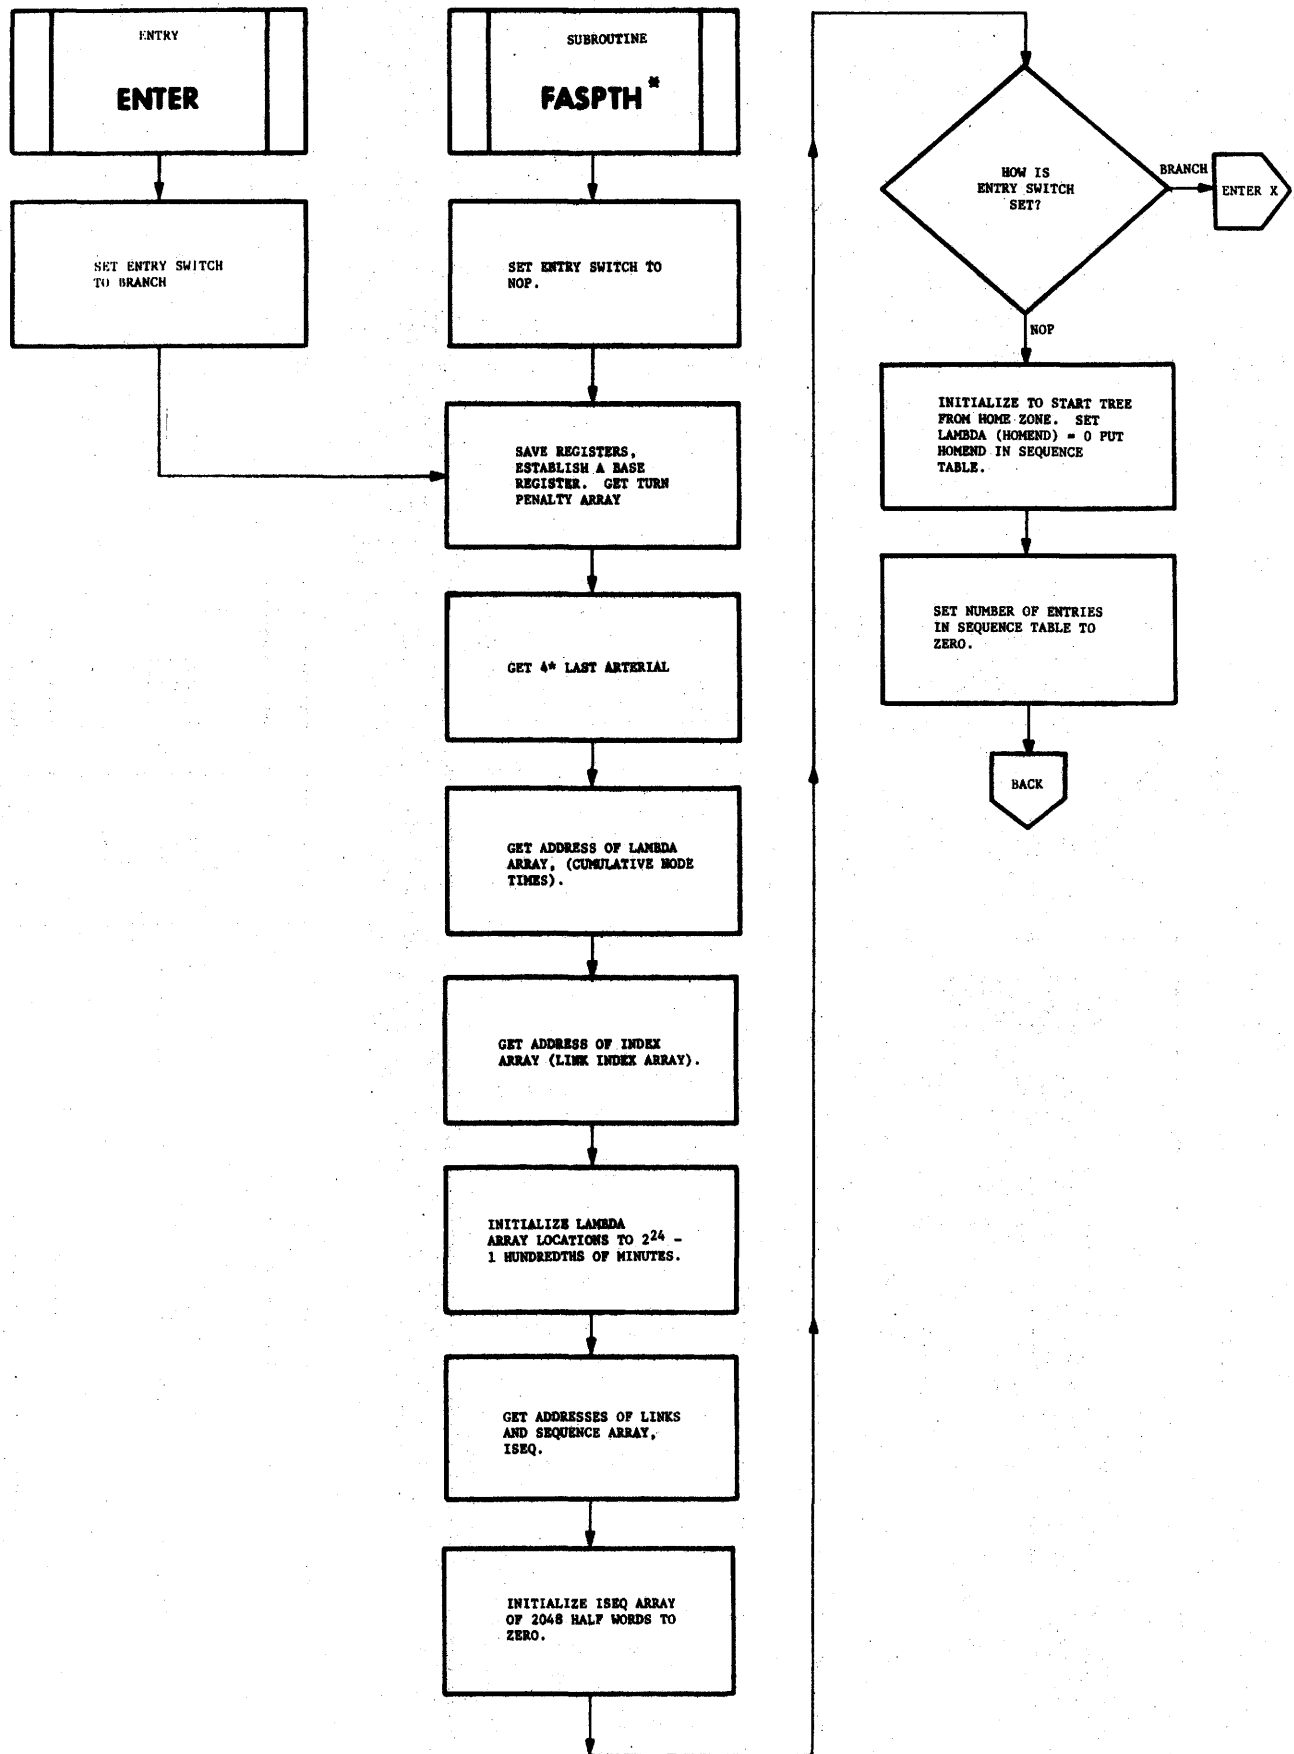 ENTRY
ENTER
SET ENTRY SWITCH
TO BRANCH
SUBROUTINE
FASPTH*
SET ENTRY SWITCH TO
NOP.
SAVE REGISTERS,
ESTABLISH A BASE
REGISTER. GET TURN
PENALTY ARRAY
GET 4* LAST ARTERIAL
GET ADDRESS OF LAMBDA
ARRAY, (CUMULATIVE NODE
TIMES).
GET ADDRESS OF INDEX
ARRAY (LINK INDEX ARRAY).
INITIALIZE LAMBDA
ARRAY LOCATIONS TO 2²⁴ -
1 HUNDREDTHS OF MINUTES.
GET ADDRESSES OF LINKS
AND SEQUENCE ARRAY,
ISEQ.
INITIALIZE ISEQ ARRAY
OF 2048 HALF WORDS TO
ZERO.
HOW IS
ENTRY SWITCH
SET?
BRANCH
ENTER X
NOP
INITIALIZE TO START TREE
FROM HOME ZONE. SET
LAMBDA (HOMEND) = 0 PUT
HOMEND IN SEQUENCE
TABLE.
SET NUMBER OF ENTRIES
IN SEQUENCE TABLE TO
ZERO.
BACK